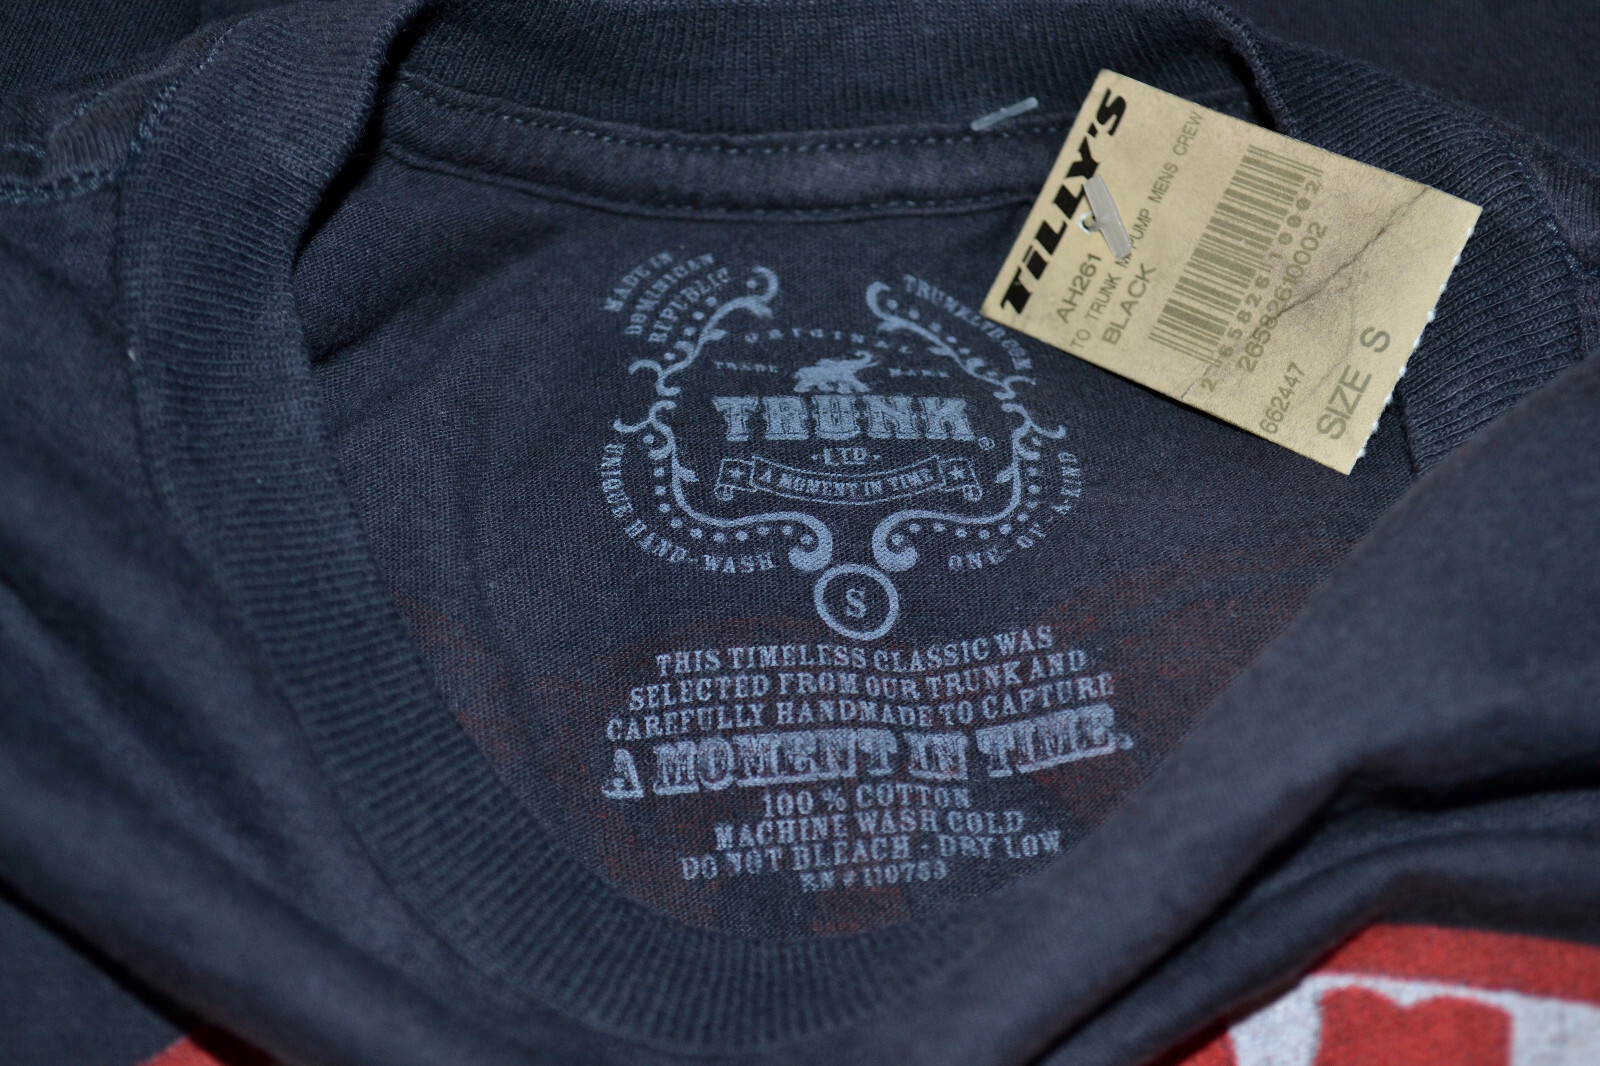 MADE IN
DOMINICAN
REPUBLIC
TRUNKLTD.COM
ORIGINAL
TRADE MARK
TRUNK®
·LTD·
A MOMENT IN TIME
HAND-WASH
ONE-OF-A-KIND
S
THIS TIMELESS CLASSIC WAS
SELECTED FROM OUR TRUNK AND
CAREFULLY HANDMADE TO CAPTURE
A MOMENT IN TIME.
100 % COTTON
MACHINE WASH COLD
DO NOT BLEACH · DRY LOW
RN # 110753
TiLLY'S
AH261
TO TRUNK PUMP MENS CREW
BLACK
265826110002
662447
SIZE S